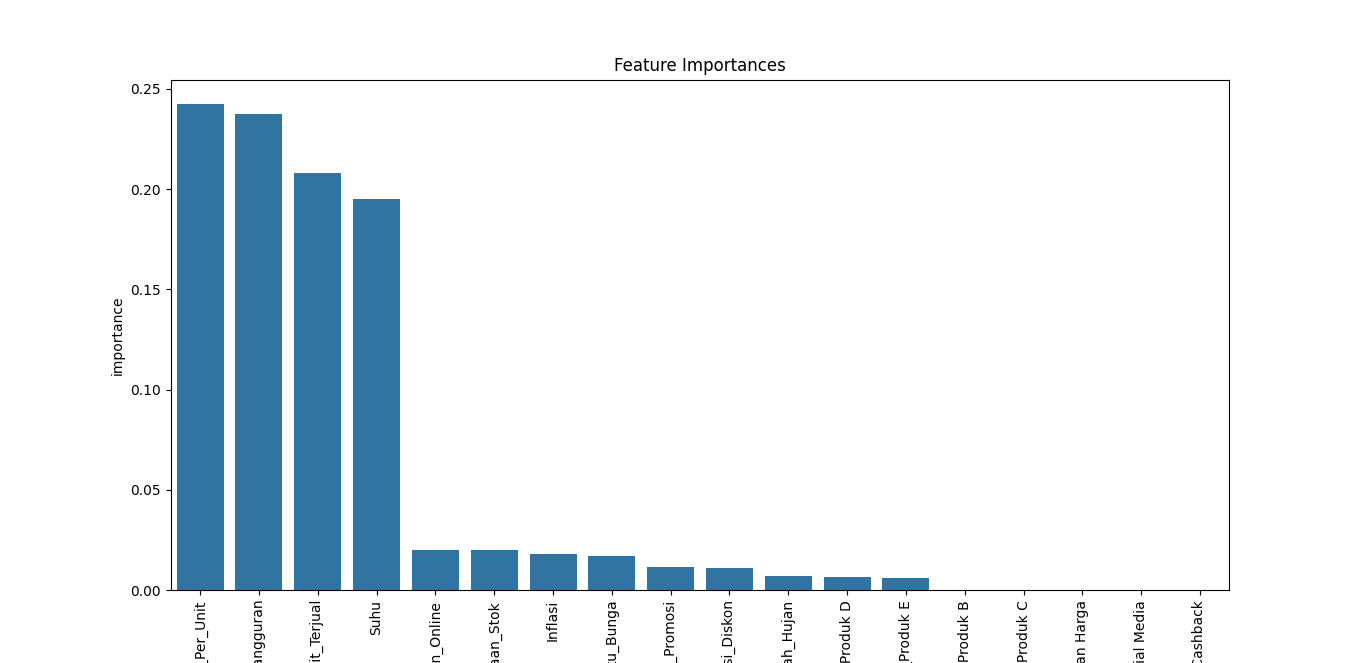 Feature Importances
importance
0.25
0.20
0.15
0.10
0.05
0.00
_Per_Unit
angguran
it_Terjual
Suhu
n_Online
aan_Stok
Inflasi
u_Bunga
_Promosi
si_Diskon
ah_Hujan
Produk D
_Produk E
Produk B
Produk C
an Harga
ial Media
Cashback